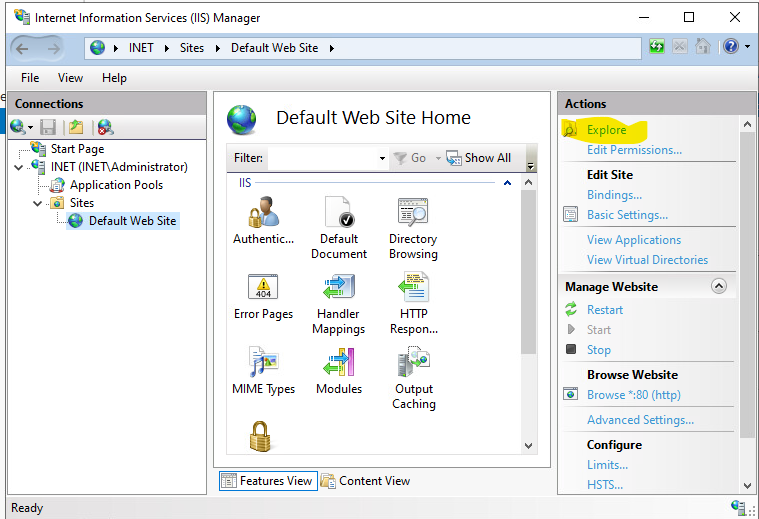 Internet Information Services (IIS) Manager
INET
Sites
Default Web Site
File
View
Help
Connections
Start Page
INET (INET\Administrator)
Application Pools
Sites
Default Web Site
Default Web Site Home
Filter:
Go
Show All
IIS
Authentic...
Default
Document
Directory
Browsing
404
Error Pages
Handler
Mappings
HTTP
Respon...
MIME Types
Modules
Output
Caching
Features View
Content View
Actions
Explore
Edit Permissions...
Edit Site
Bindings...
Basic Settings...
View Applications
View Virtual Directories
Manage Website
Restart
Start
Stop
Browse Website
Browse *:80 (http)
Advanced Settings...
Configure
Limits...
HSTS...
Ready